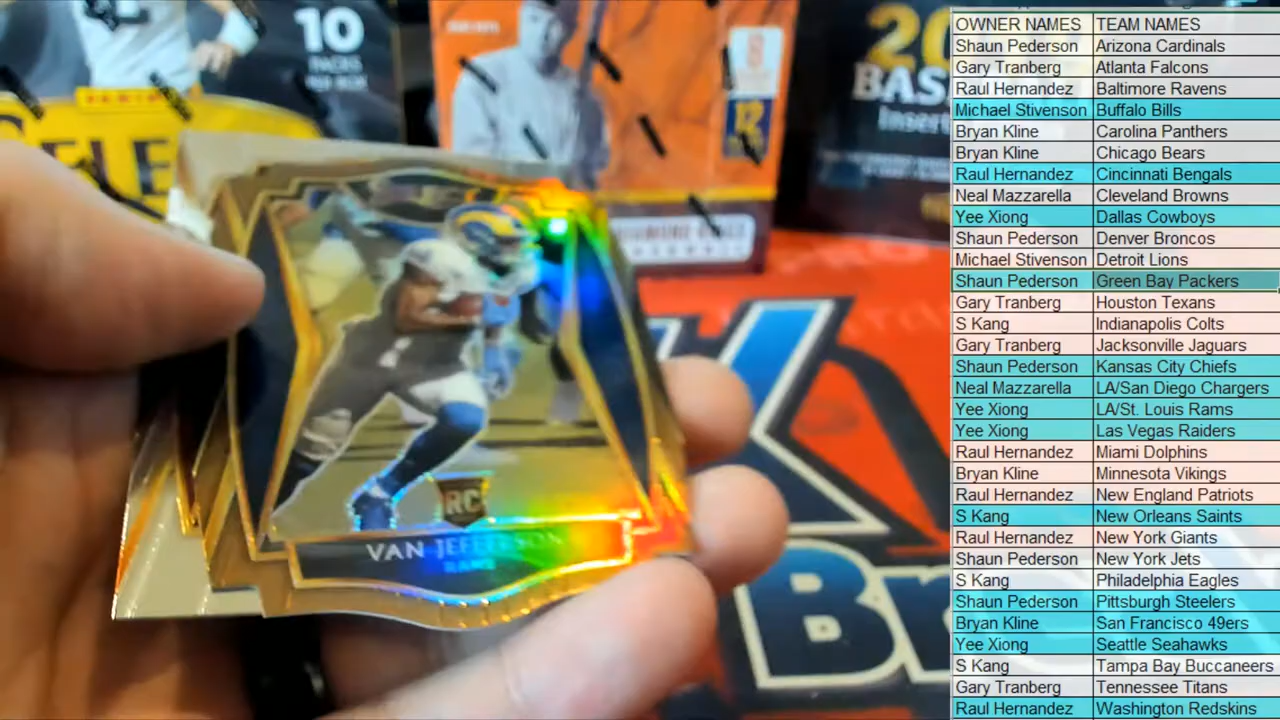 10
PACKS
PER BOX
PANINI
8
12
20
BAS
Insert
RC
VAN JEFFERSON
RAMS
K
Br
OWNER NAMES TEAM NAMES
Shaun Pederson Arizona Cardinals
Gary Tranberg Atlanta Falcons
Raul Hernandez Baltimore Ravens
Michael Stivenson Buffalo Bills
Bryan Kline Carolina Panthers
Bryan Kline Chicago Bears
Raul Hernandez Cincinnati Bengals
Neal Mazzarella Cleveland Browns
Yee Xiong Dallas Cowboys
Shaun Pederson Denver Broncos
Michael Stivenson Detroit Lions
Shaun Pederson Green Bay Packers
Gary Tranberg Houston Texans
S Kang Indianapolis Colts
Gary Tranberg Jacksonville Jaguars
Shaun Pederson Kansas City Chiefs
Neal Mazzarella LA/San Diego Chargers
Yee Xiong LA/St. Louis Rams
Yee Xiong Las Vegas Raiders
Raul Hernandez Miami Dolphins
Bryan Kline Minnesota Vikings
Raul Hernandez New England Patriots
S Kang New Orleans Saints
Raul Hernandez New York Giants
Shaun Pederson New York Jets
S Kang Philadelphia Eagles
Shaun Pederson Pittsburgh Steelers
Bryan Kline San Francisco 49ers
Yee Xiong Seattle Seahawks
S Kang Tampa Bay Buccaneers
Gary Tranberg Tennessee Titans
Raul Hernandez Washington Redskins